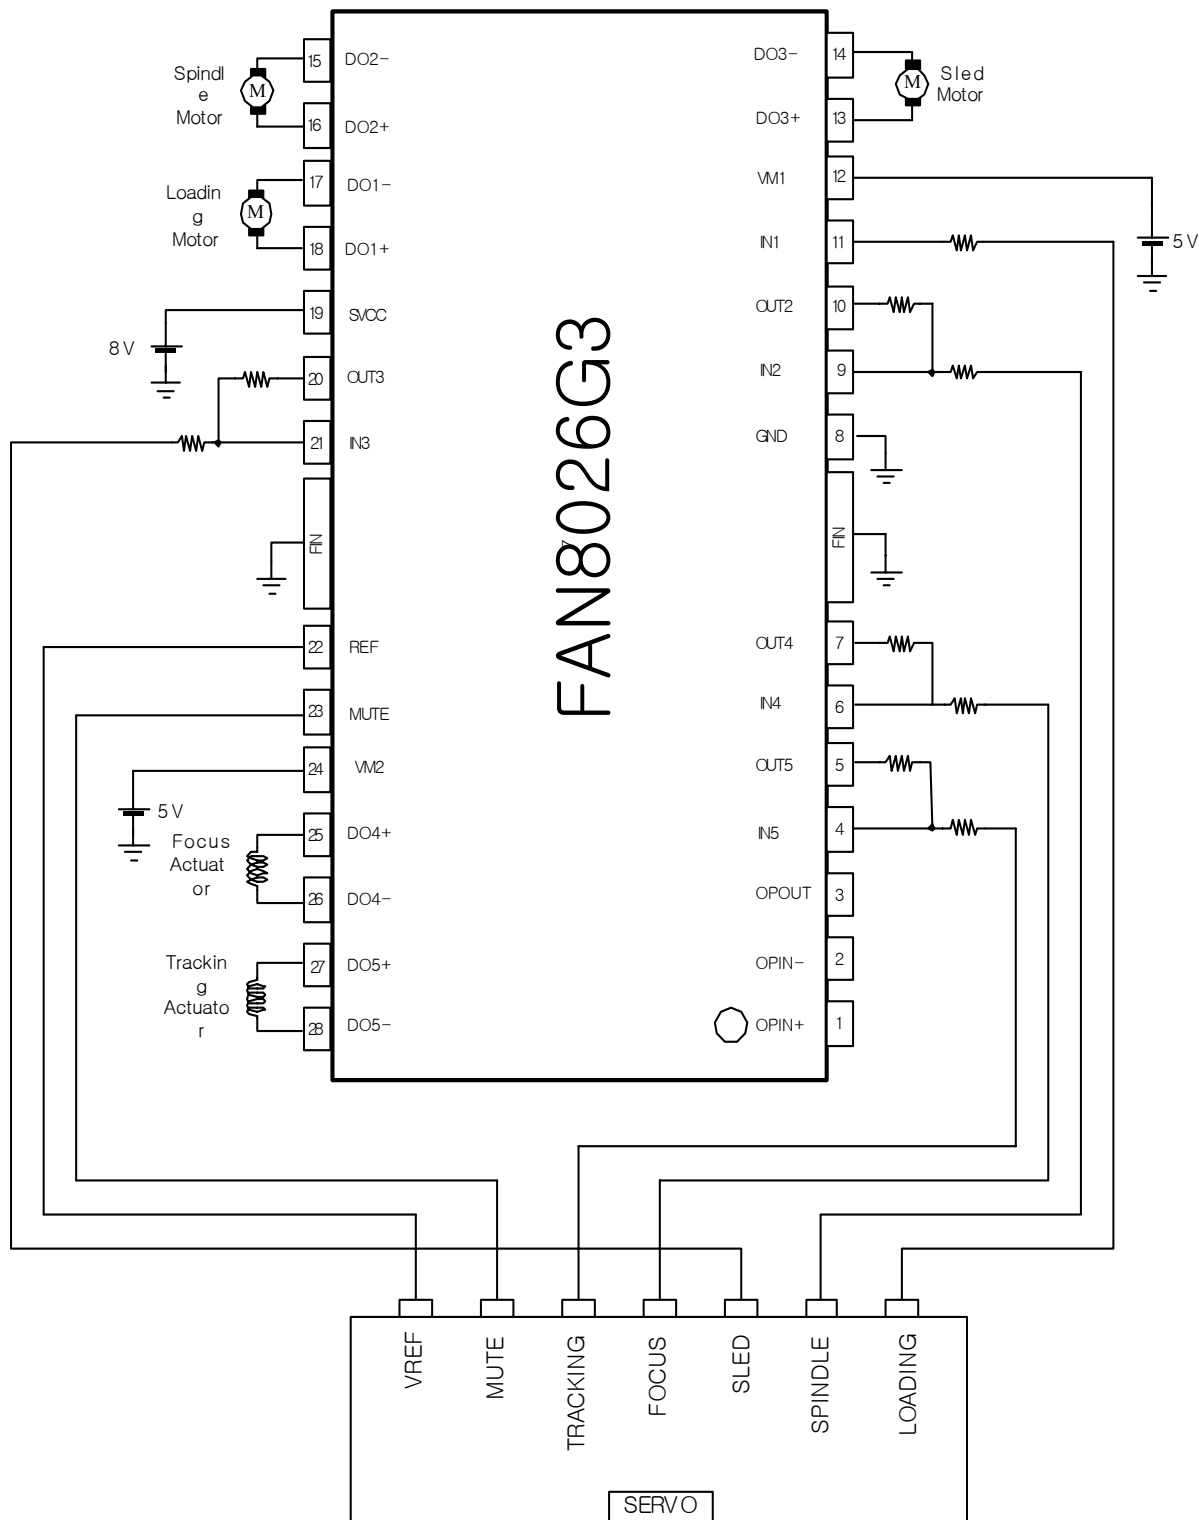 Spindl
e
Motor
M
15
DO2-
16
DO2+
Loadin
g
Motor
M
17
DO1-
18
DO1+
8V
19
SVCC
20
OUT3
21
IN3
FIN
22
REF
23
MUTE
5V
24
VM2
Focus
Actuat
or
25
DO4+
26
DO4-
Trackin
g
Actuato
r
27
DO5+
28
DO5-
FAN8026G3
DO3-
14
M
Sled
Motor
DO3+
13
VM1
12
5V
IN1
11
OUT2
10
IN2
9
GND
8
FIN
OUT4
7
IN4
6
OUT5
5
IN5
4
OPOUT
3
OPIN-
2
OPIN+
1
VREF
MUTE
TRACKING
FOCUS
SLED
SPINDLE
LOADING
SERVO